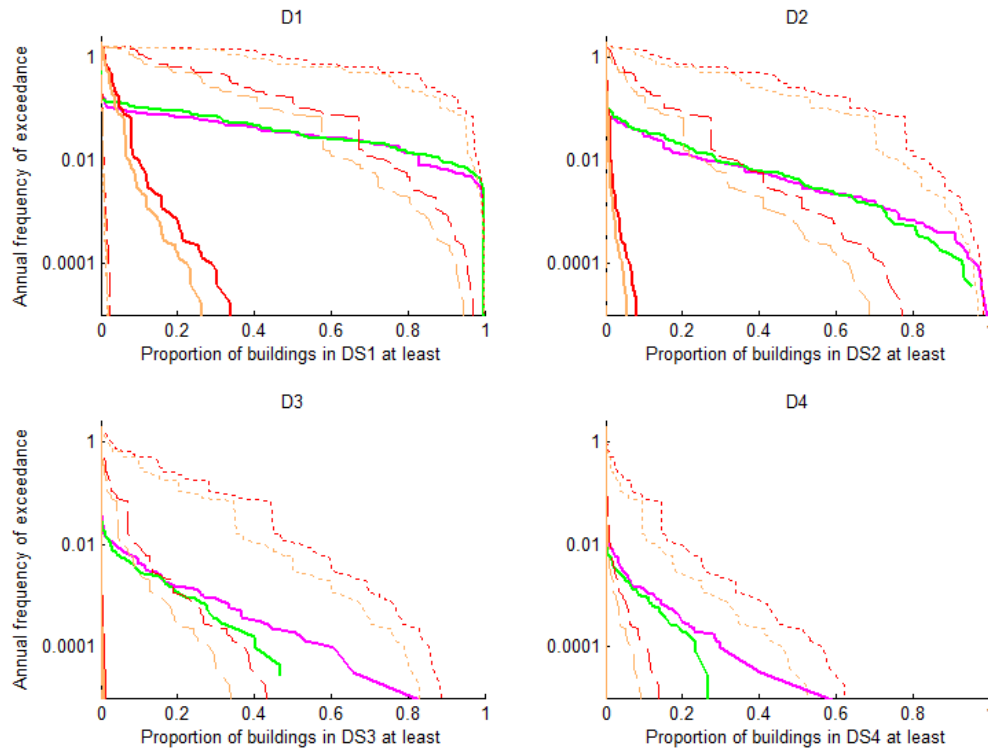 D1
D2
Annual frequency of exceedance
1
0.01
0.0001
0 0.2 0.4 0.6 0.8 1
Proportion of buildings in DS1 at least
1
0.01
0.0001
0 0.2 0.4 0.6 0.8 1
Proportion of buildings in DS2 at least
D3
D4
Annual frequency of exceedance
1
0.01
0.0001
0 0.2 0.4 0.6 0.8 1
Proportion of buildings in DS3 at least
1
0.01
0.0001
0 0.2 0.4 0.6 0.8 1
Proportion of buildings in DS4 at least